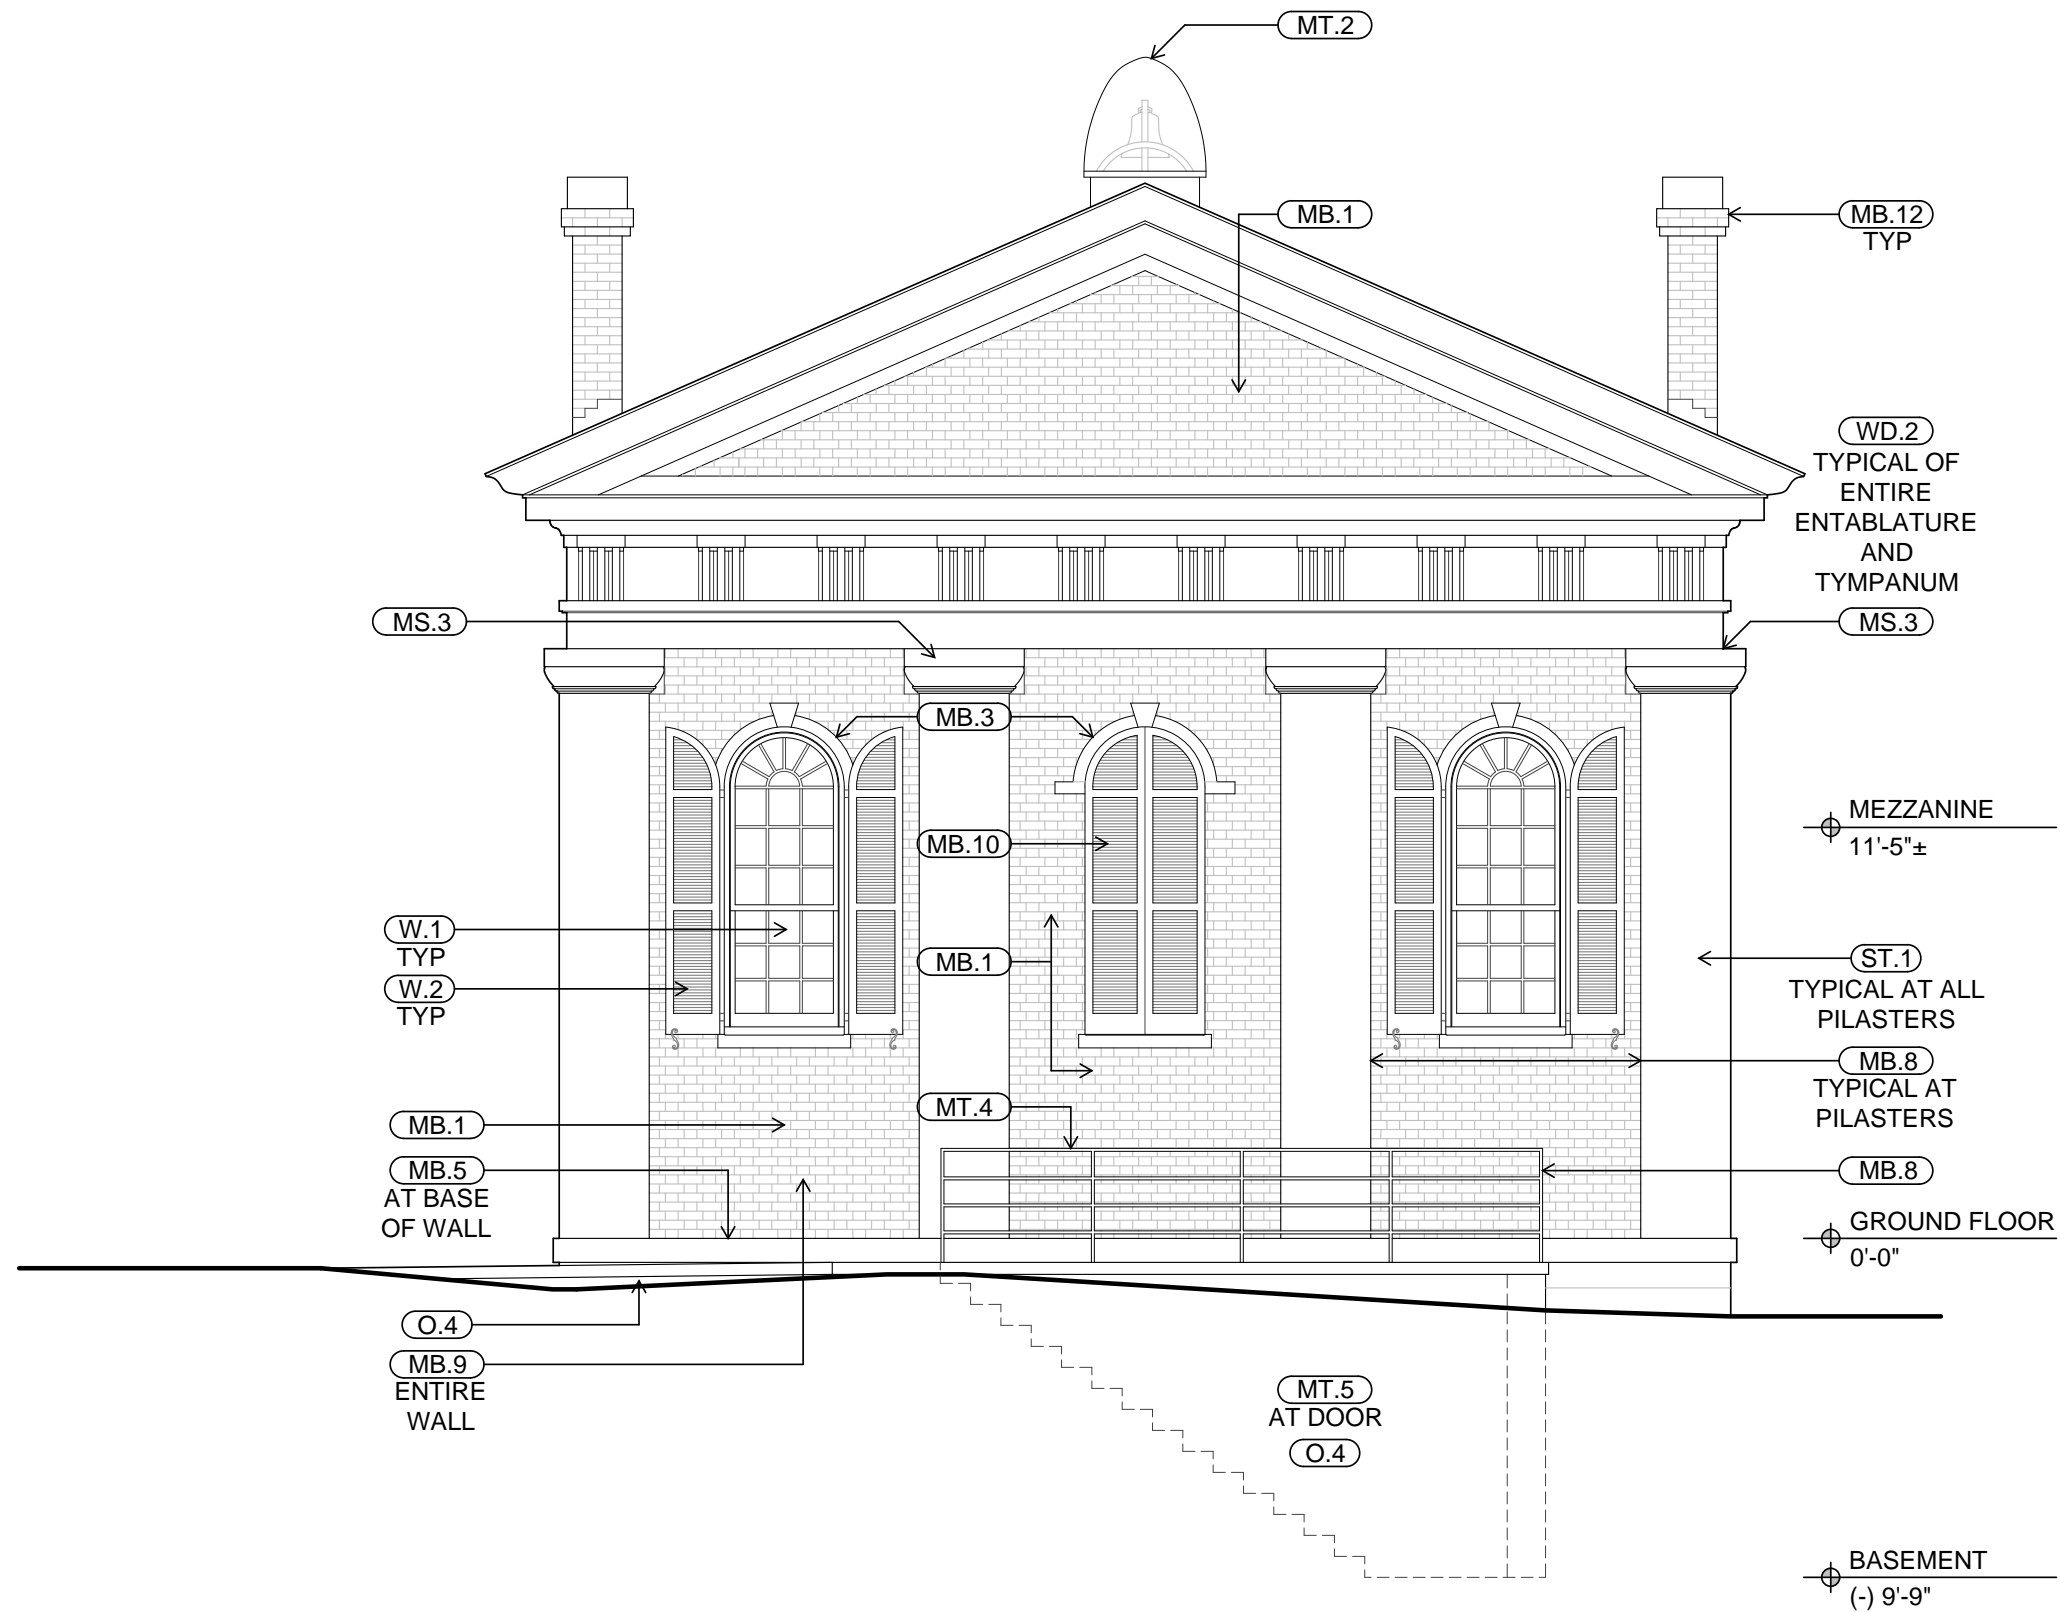 MT.2
MB.1
MB.12
TYP
WD.2
TYPICAL OF
ENTIRE
ENTABLATURE
AND
TYMPANUM
MS.3
MS.3
MB.3
MEZZANINE
11'-5"±
MB.10
W.1
TYP
W.2
TYP
MB.1
ST.1
TYPICAL AT ALL
PILASTERS
MB.8
TYPICAL AT
PILASTERS
MT.4
MB.1
MB.5
AT BASE
OF WALL
MB.8
GROUND FLOOR
0'-0"
O.4
MB.9
ENTIRE
WALL
MT.5
AT DOOR
O.4
BASEMENT
(-) 9'-9"